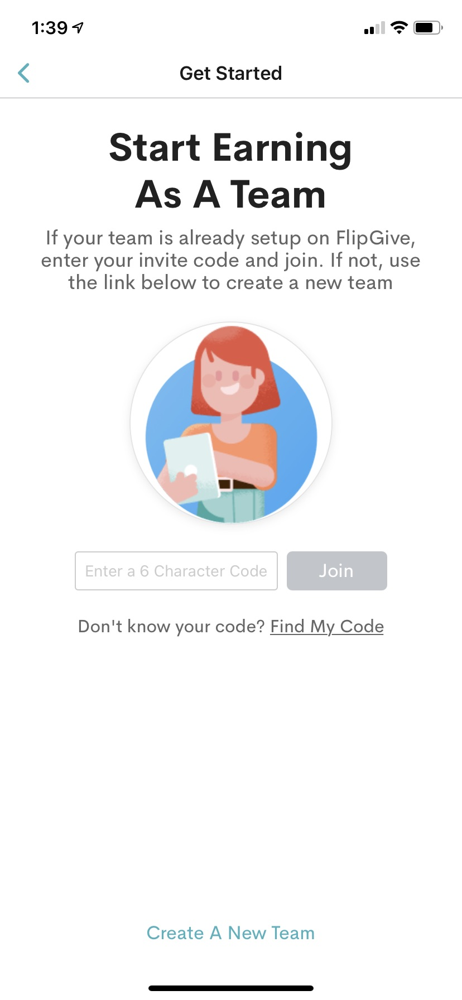 1:39
Get Started
Start Earning
As A Team
If your team is already setup on FlipGive,
enter your invite code and join. If not, use
the link below to create a new team
Enter a 6 Character Code
Join
Don't know your code? Find My Code
Create A New Team